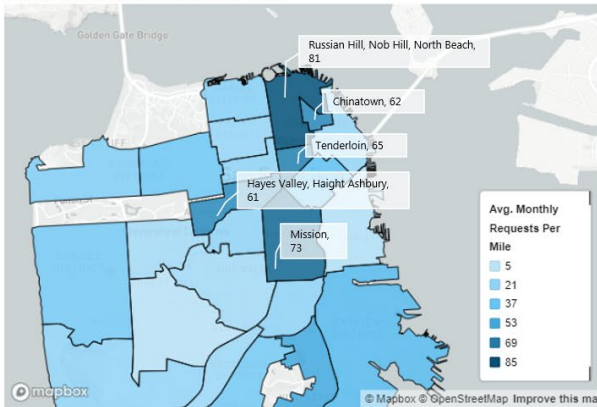 Golden Gate Bridge
Russian Hill, Nob Hill, North Beach,
81
Chinatown, 62
Tenderloin, 65
Hayes Valley, Haight Ashbury,
61
Mission,
73
Avg. Monthly
Requests Per
Mile
5
21
37
53
69
85
mapbox
© Mapbox © OpenStreetMap Improve this ma